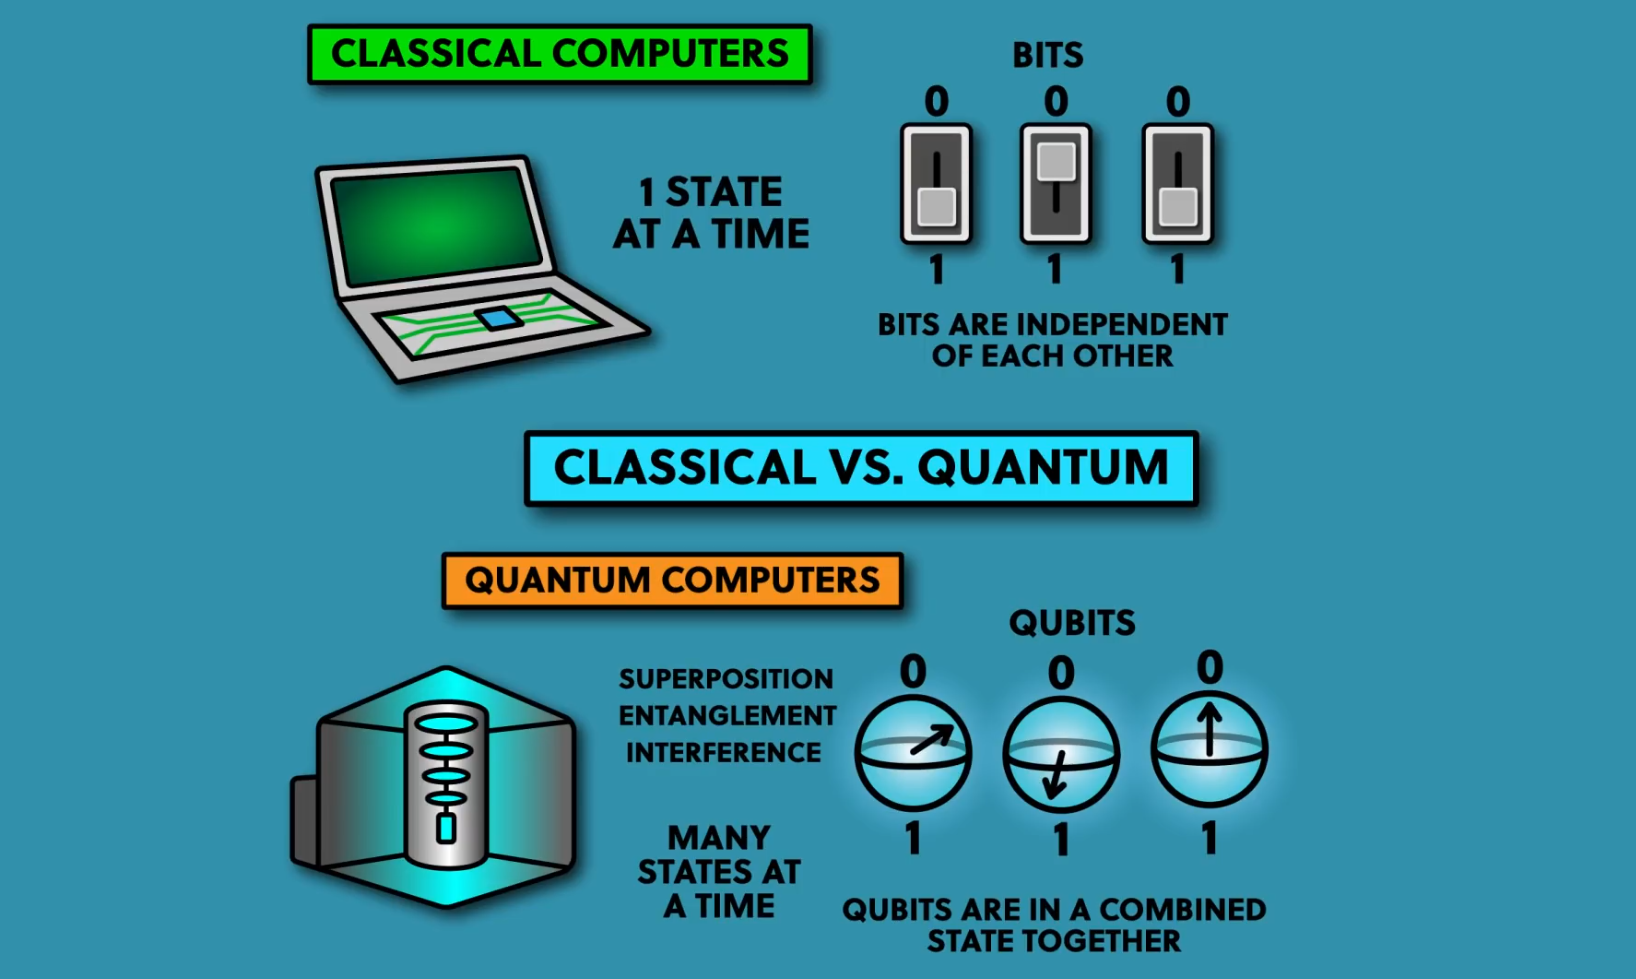 CLASSICAL COMPUTERS
1 STATE
AT A TIME
BITS
0 0 0
1 1 1
BITS ARE INDEPENDENT
OF EACH OTHER
CLASSICAL VS. QUANTUM
QUANTUM COMPUTERS
SUPERPOSITION
ENTANGLEMENT
INTERFERENCE
MANY
STATES AT
A TIME
QUBITS
0 0 0
1 1 1
QUBITS ARE IN A COMBINED
STATE TOGETHER